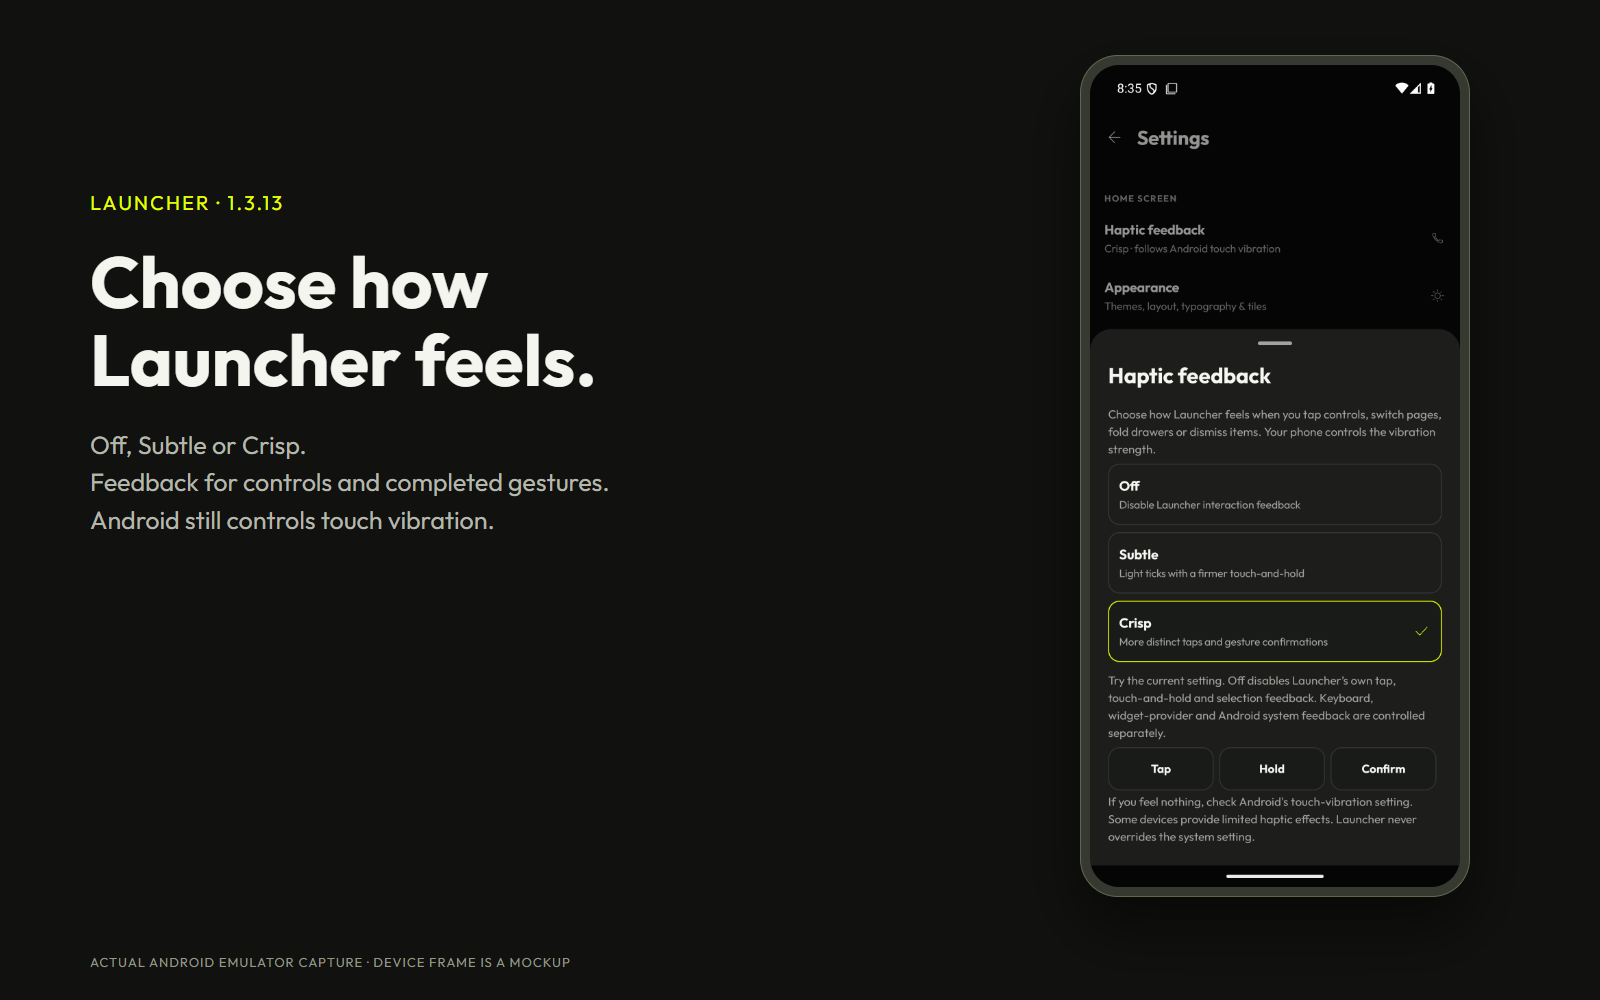 LAUNCHER · 1.3.13
Choose how
Launcher feels.
Off, Subtle or Crisp.
Feedback for controls and completed gestures.
Android still controls touch vibration.
ACTUAL ANDROID EMULATOR CAPTURE · DEVICE FRAME IS A MOCKUP
8:35
Settings
HOME SCREEN
Haptic feedback
Crisp · follows Android touch vibration
Appearance
Themes, layout, typography & tiles
Haptic feedback
Choose how Launcher feels when you tap controls, switch pages,
fold drawers or dismiss items. Your phone controls the vibration
strength.
Off
Disable Launcher interaction feedback
Subtle
Light ticks with a firmer touch-and-hold
Crisp
More distinct taps and gesture confirmations
Try the current setting. Off disables Launcher's own tap,
touch-and-hold and selection feedback. Keyboard,
widget-provider and Android system feedback are controlled
separately.
Tap Hold Confirm
If you feel nothing, check Android's touch-vibration setting.
Some devices provide limited haptic effects. Launcher never
overrides the system setting.